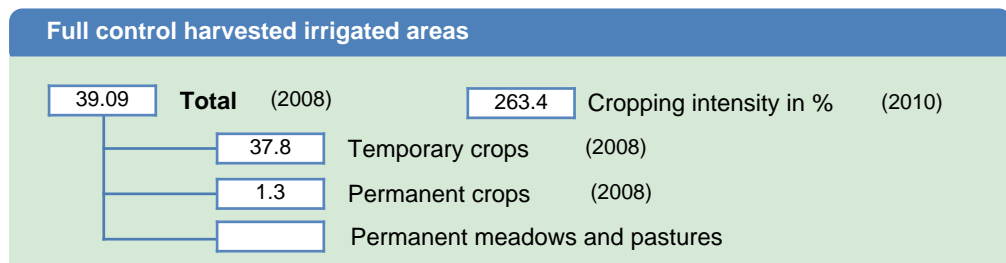 Full control harvested irrigated areas
39.09 Total (2008) 263.4 Cropping intensity in % (2010)
37.8 Temporary crops (2008)
1.3 Permanent crops (2008)
Permanent meadows and pastures